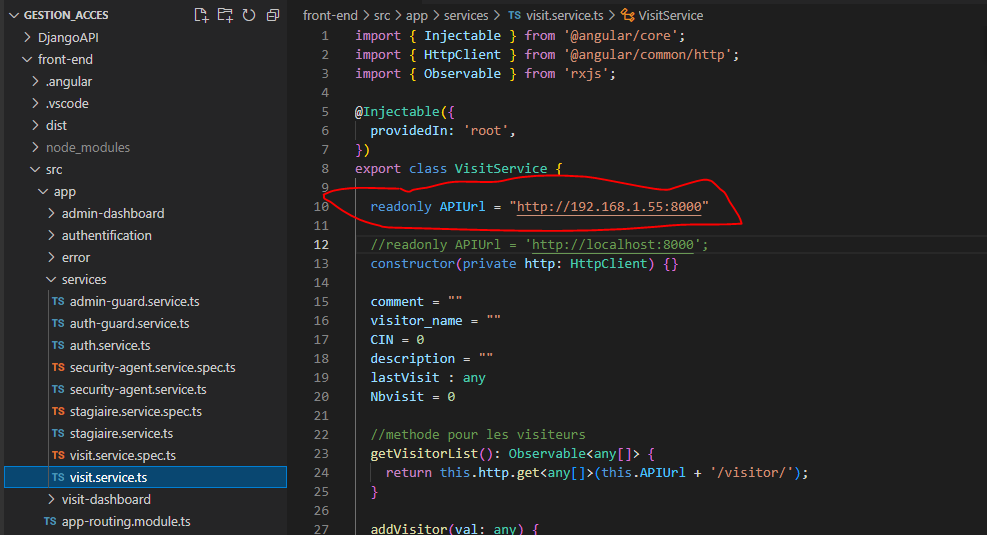 GESTION_ACCES
DjangoAPI
front-end
.angular
.vscode
dist
node_modules
src
app
admin-dashboard
authentification
error
services
TS admin-guard.service.ts
TS auth-guard.service.ts
TS auth.service.ts
TS security-agent.service.spec.ts
TS security-agent.service.ts
TS stagiaire.service.spec.ts
TS stagiaire.service.ts
TS visit.service.spec.ts
TS visit.service.ts
visit-dashboard
TS app-routing.module.ts
front-end > src > app > services > TS visit.service.ts > VisitService
1 import { Injectable } from '@angular/core';
2 import { HttpClient } from '@angular/common/http';
3 import { Observable } from 'rxjs';
4
5 @Injectable({
6 providedIn: 'root',
7 })
8 export class VisitService {
9
10 readonly APIUrl = "http://192.168.1.55:8000"
11
12 //readonly APIUrl = 'http://localhost:8000';
13 constructor(private http: HttpClient) {}
14
15 comment = ""
16 visitor_name = ""
17 CIN = 0
18 description = ""
19 lastVisit : any
20 Nbvisit = 0
21
22 //methode pour les visiteurs
23 getVisitorList(): Observable<any[]> {
24 return this.http.get<any[]>(this.APIUrl + '/visitor/');
25 }
26
27 addVisitor(val: any) {